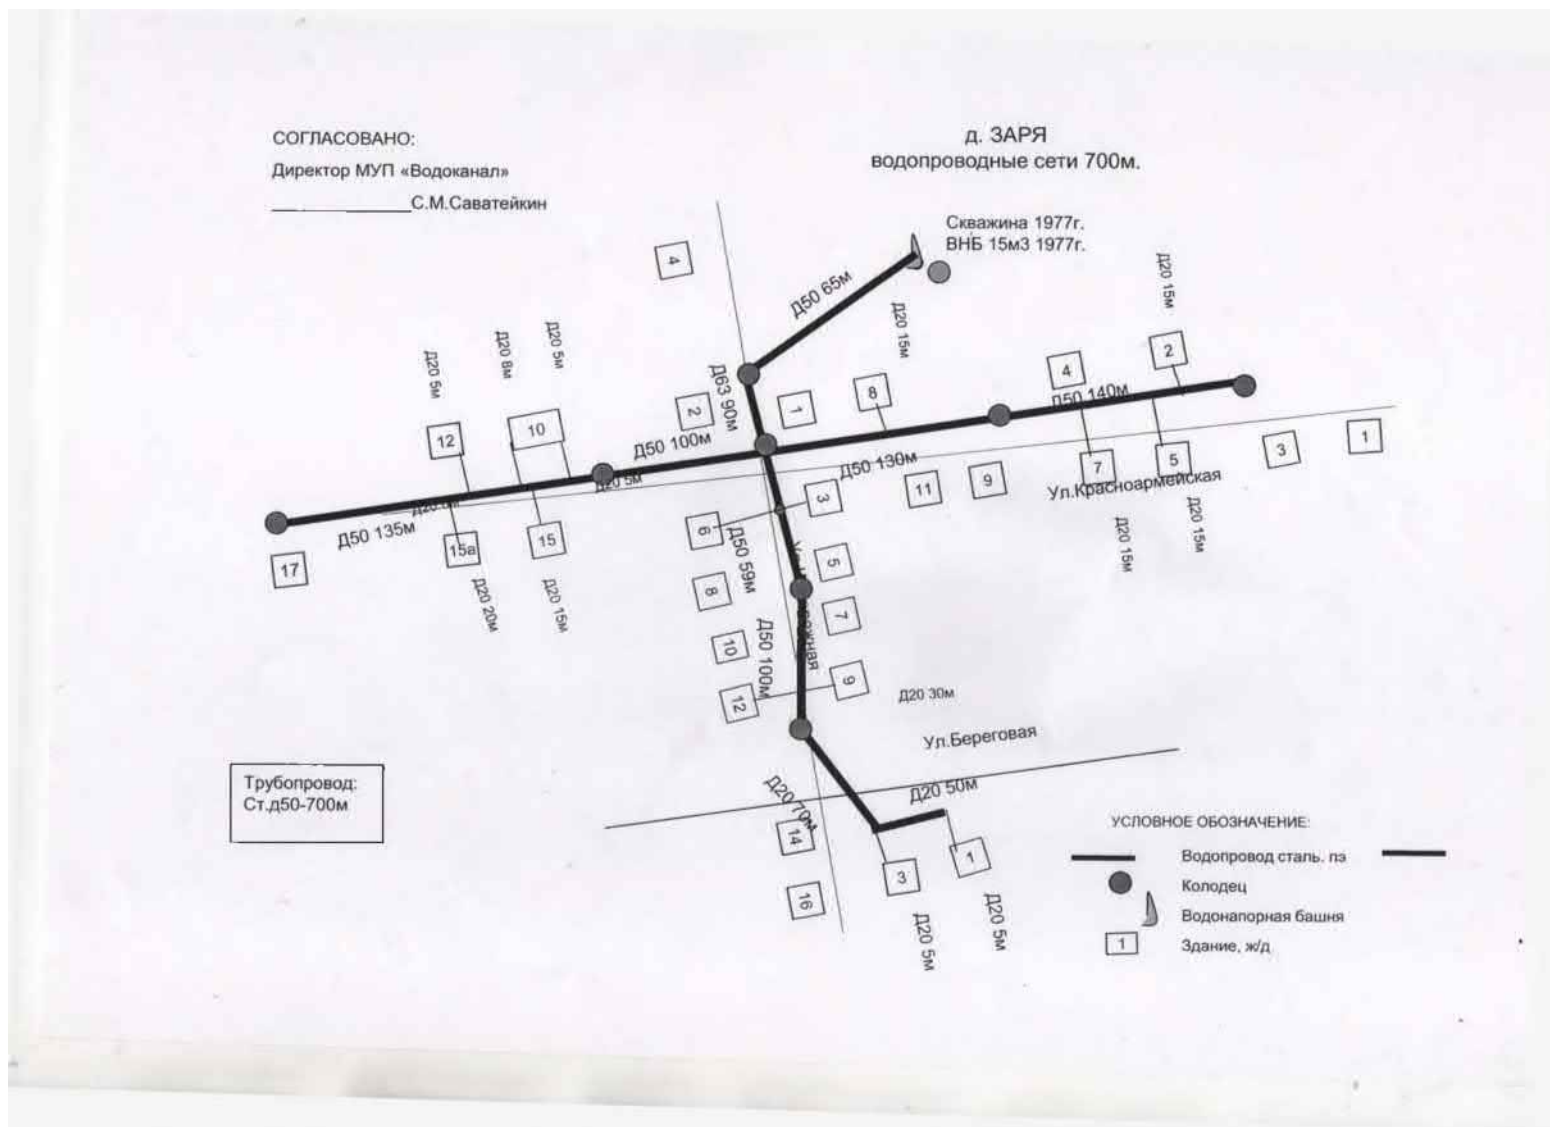 СОГЛАСОВАНО:
Директор МУП «Водоканал»
С.М.Саватейкин
д. ЗАРЯ
водопроводные сети 700м.
Скважина 1977г.
ВНБ 15м3 1977г.
4
Д50 65м
Д20 15м
Д20 15м
Д20 5м
Д20 8м
Д20 5м
Д63 90м
2
1
8
4
2
Д50 140м
12
10
Д50 100м
Д20 5м
Д50 130м
11
9
7
5
3
1
Ул.Красноармейская
Д50 135м
17
15а
15
Д20 20м
Д20 15м
Д20 15м
Д20 15м
6
3
Д50 59м
5
8
7
10
Д50 100м
9
12
Д20 30м
Ул.Береговая
Д20 70м
Д20 50м
14
16
3
1
Д20 5м
Д20 5м
Трубопровод:
Ст.д50-700м
УСЛОВНОЕ ОБОЗНАЧЕНИЕ:
Водопровод сталь. пэ
Колодец
Водонапорная башня
1
Здание, ж/д